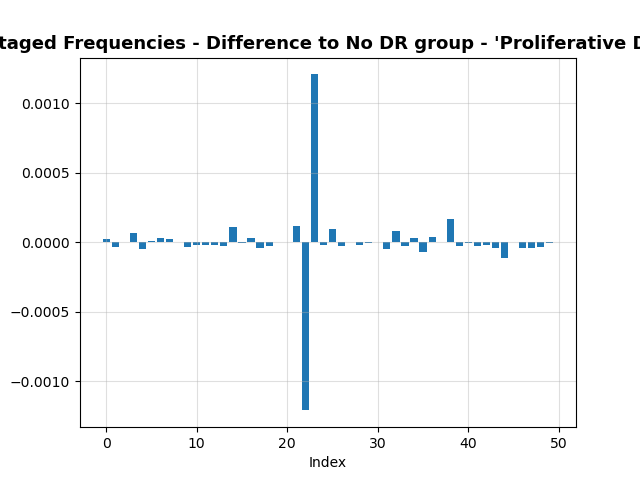 taged Frequencies - Difference to No DR group - 'Proliferative D
0.0010
0.0005
0.0000
−0.0005
−0.0010
0 10 20 30 40 50
Index